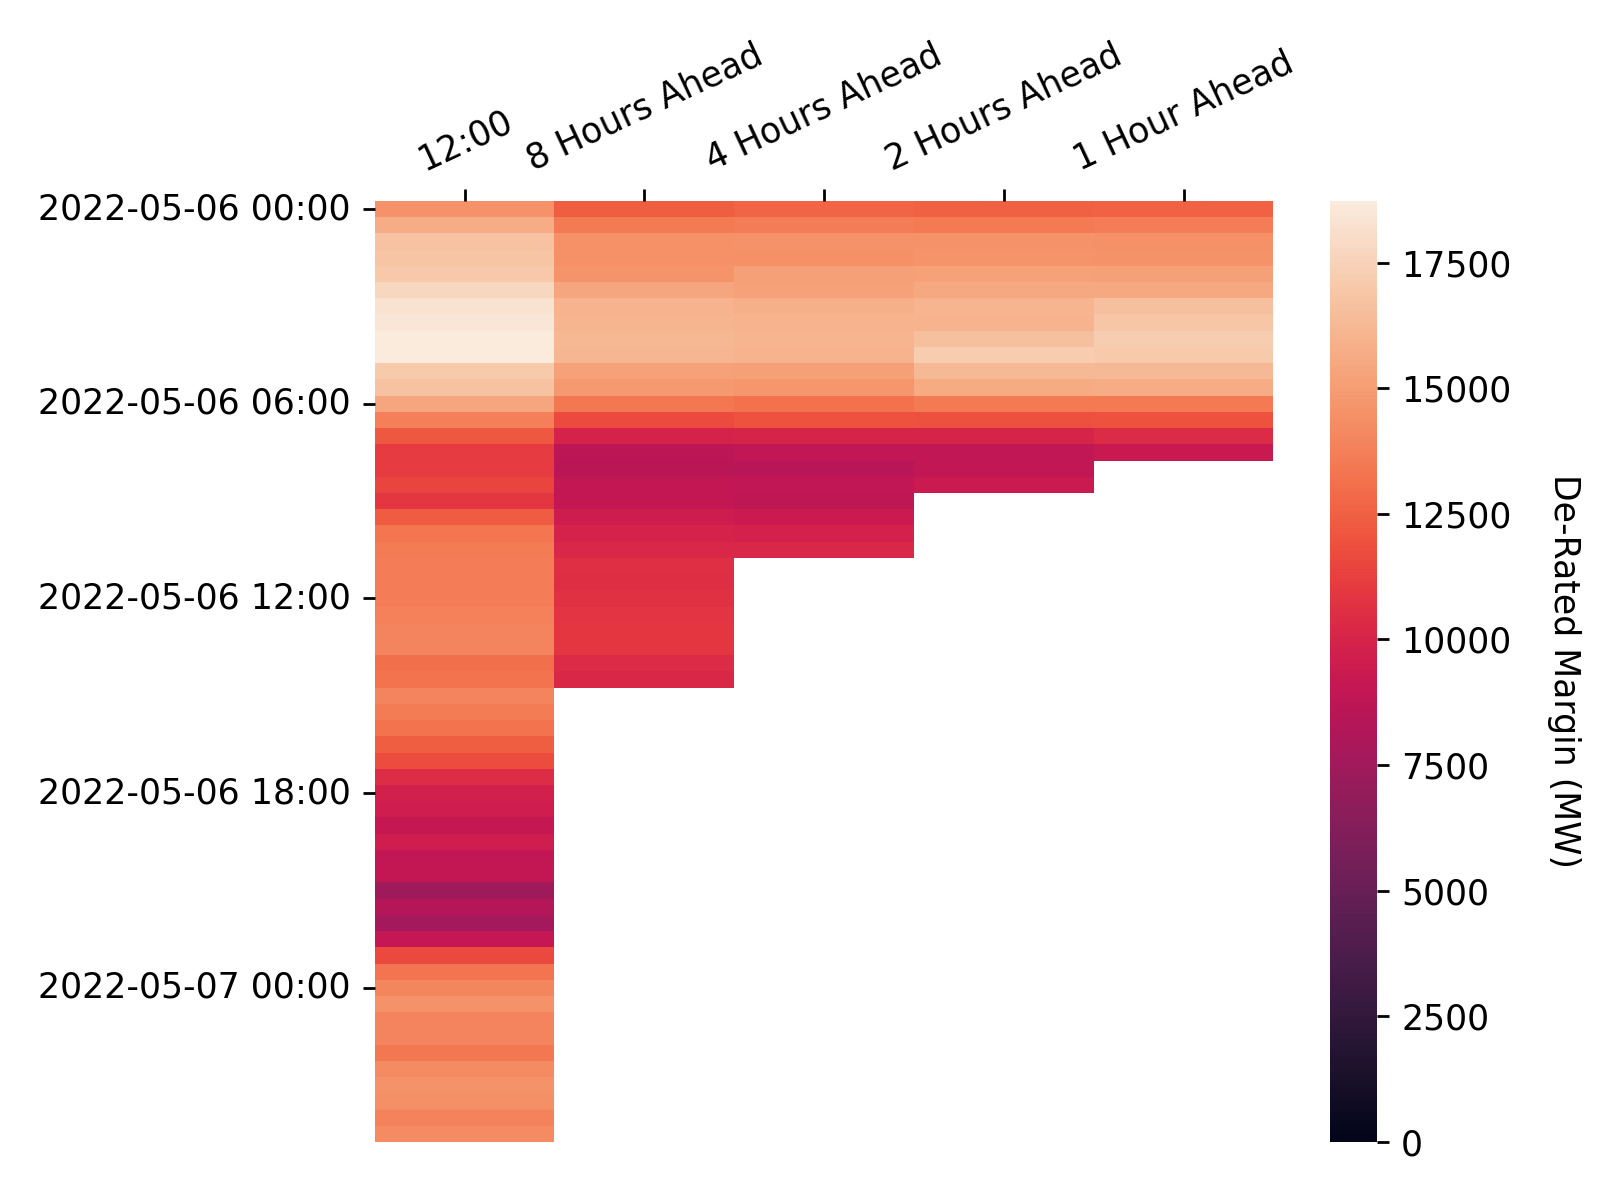 12:00
8 Hours Ahead
4 Hours Ahead
2 Hours Ahead
1 Hour Ahead
2022-05-06 00:00
2022-05-06 06:00
2022-05-06 12:00
2022-05-06 18:00
2022-05-07 00:00
17500
15000
12500
10000
7500
5000
2500
0
De-Rated Margin (MW)